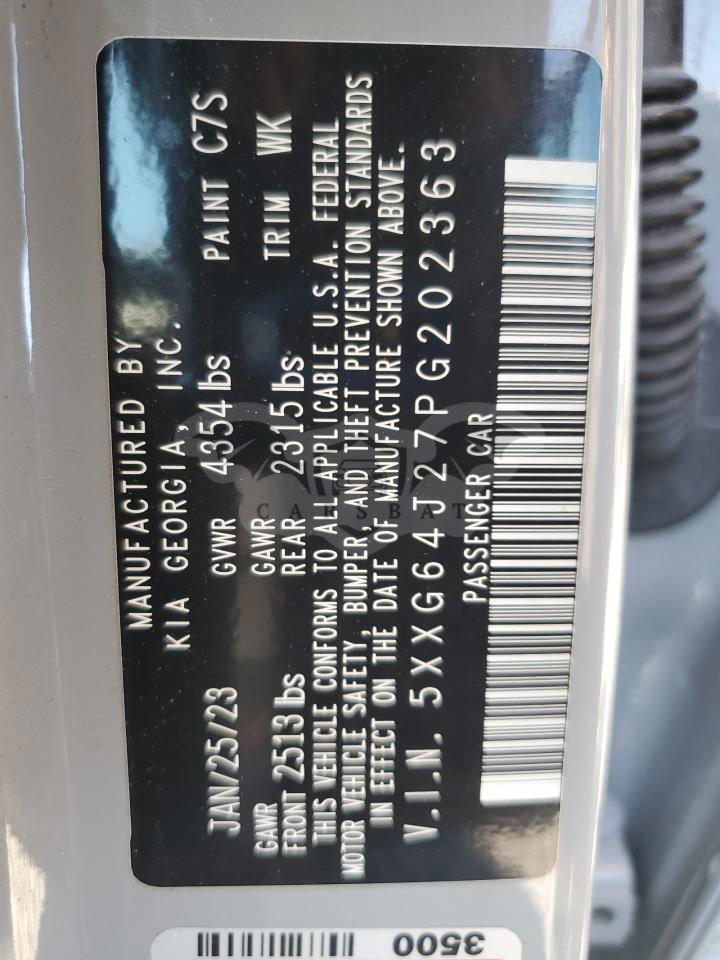 MANUFACTURED BY
KIA GEORGIA, INC.
JAN/25/23 GVWR 4354 lbs PAINT C7S
GAWR FRONT 2513 lbs GAWR REAR 2315 lbs TRIM WK
THIS VEHICLE CONFORMS TO ALL APPLICABLE U.S.A. FEDERAL
MOTOR VEHICLE SAFETY, BUMPER, AND THEFT PREVENTION STANDARDS
IN EFFECT ON THE DATE OF MANUFACTURE SHOWN ABOVE.
V.I.N. 5XXG64J27PG202363
PASSENGER CAR
3500
CARSBAT